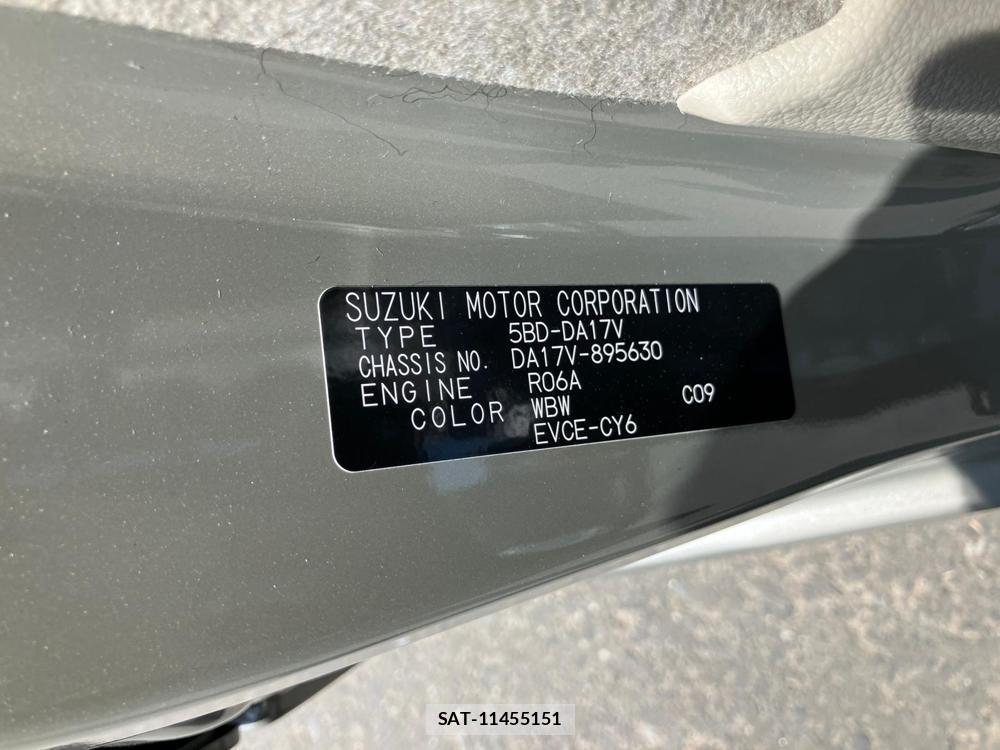 SUZUKI MOTOR CORPORATION
TYPE 5BD-DA17V
CHASSIS NO. DA17V-895630
ENGINE R06A
COLOR WBW C09
EVCE-CY6
SAT-11455151